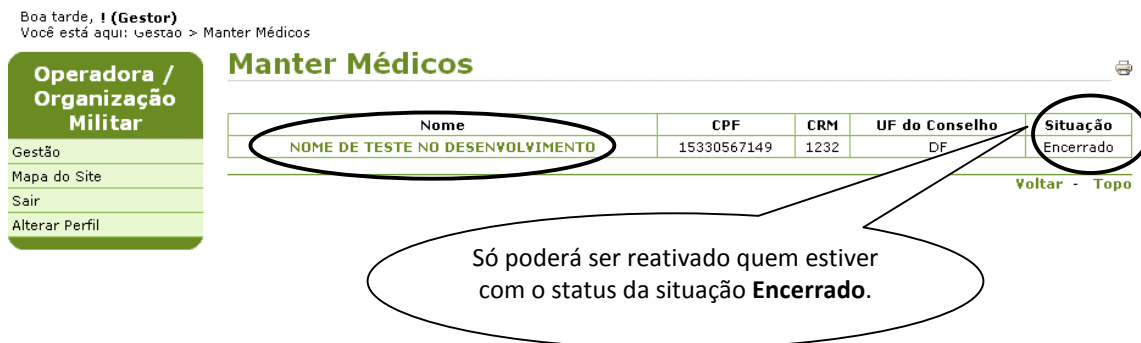 Boa tarde, ! (Gestor)
Você está aqui: Gestão > Manter Médicos
Operadora /
Organização
Militar
Gestão
Mapa do Site
Sair
Alterar Perfil
Manter Médicos
Nome CPF CRM UF do Conselho Situação
NOME DE TESTE NO DESENVOLVIMENTO 15330567149 1232 DF Encerrado
Voltar - Topo
Só poderá ser reativado quem estiver
com o status da situação Encerrado.